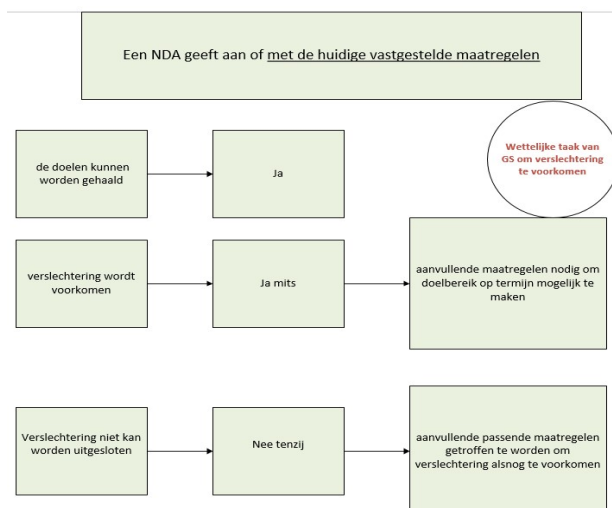 Een NDA geeft aan of met de huidige vastgestelde maatregelen
Wettelijke taak van
GS om verslechtering
te voorkomen
de doelen kunnen
worden gehaald
Ja
verslechtering wordt
voorkomen
Ja mits
aanvullende maatregelen nodig om
doelbereik op termijn mogelijk te
maken
Verslechtering niet kan
worden uitgesloten
Nee tenzij
aanvullende passende maatregelen
getroffen te worden om
verslechtering alsnog te voorkomen